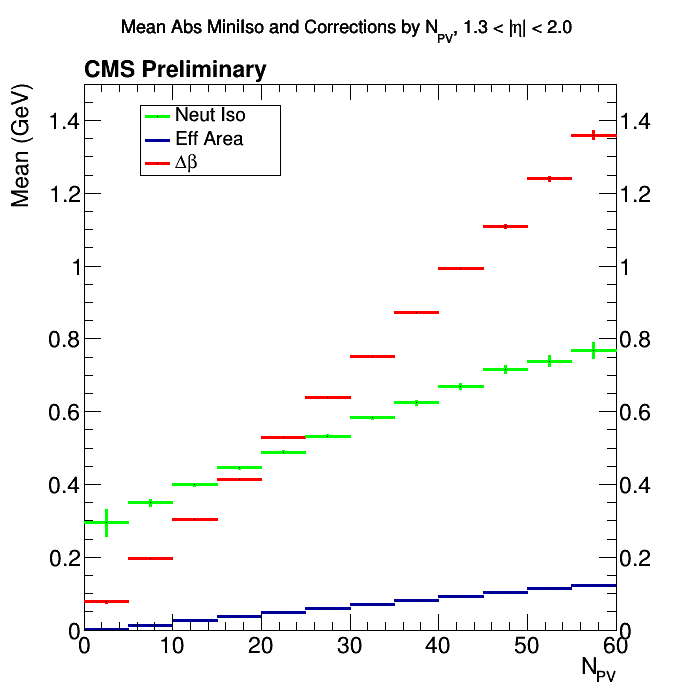 Mean Abs MiniIso and Corrections by N_PV, 1.3 < |η| < 2.0
CMS Preliminary
Mean (GeV)
Neut Iso
Eff Area
Δβ
1.4 1.4
1.2 1.2
1 1
0.8 0.8
0.6 0.6
0.4 0.4
0.2 0.2
0 0
0 10 20 30 40 50 60
N_PV